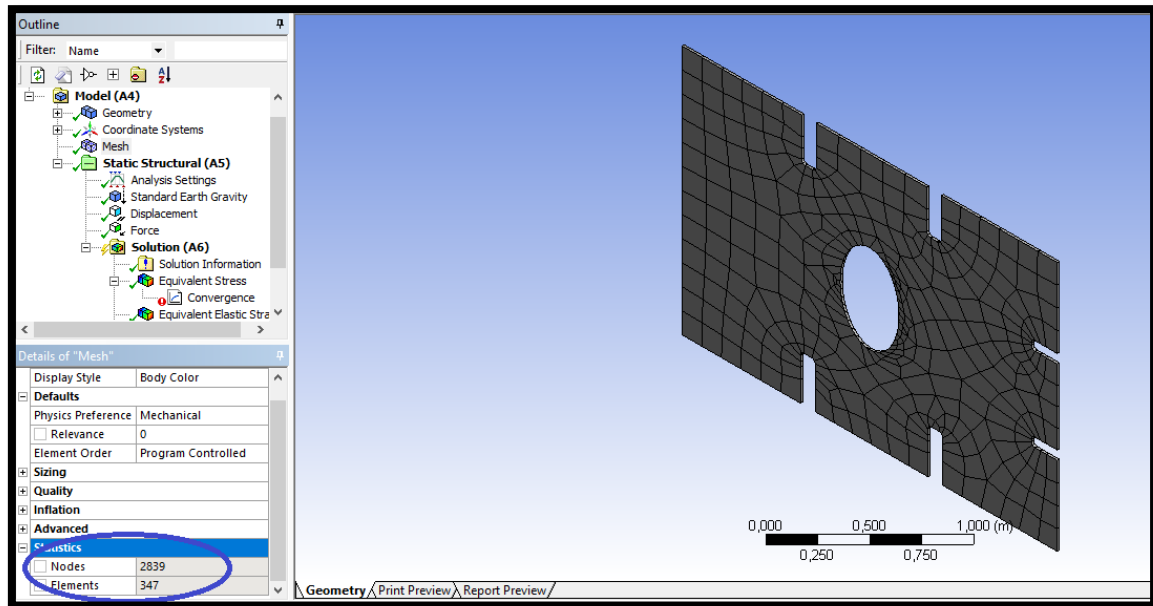 Outline
Filter: Name
Model (A4)
Geometry
Coordinate Systems
Mesh
Static Structural (A5)
Analysis Settings
Standard Earth Gravity
Displacement
Force
Solution (A6)
Solution Information
Equivalent Stress
Convergence
Equivalent Elastic Stra
Details of "Mesh"
Display Style Body Color
Defaults
Physics Preference Mechanical
Relevance 0
Element Order Program Controlled
Sizing
Quality
Inflation
Advanced
Statistics
Nodes 2839
Elements 347
0,000 0,500 1,000 (m)
0,250 0,750
Geometry Print Preview Report Preview